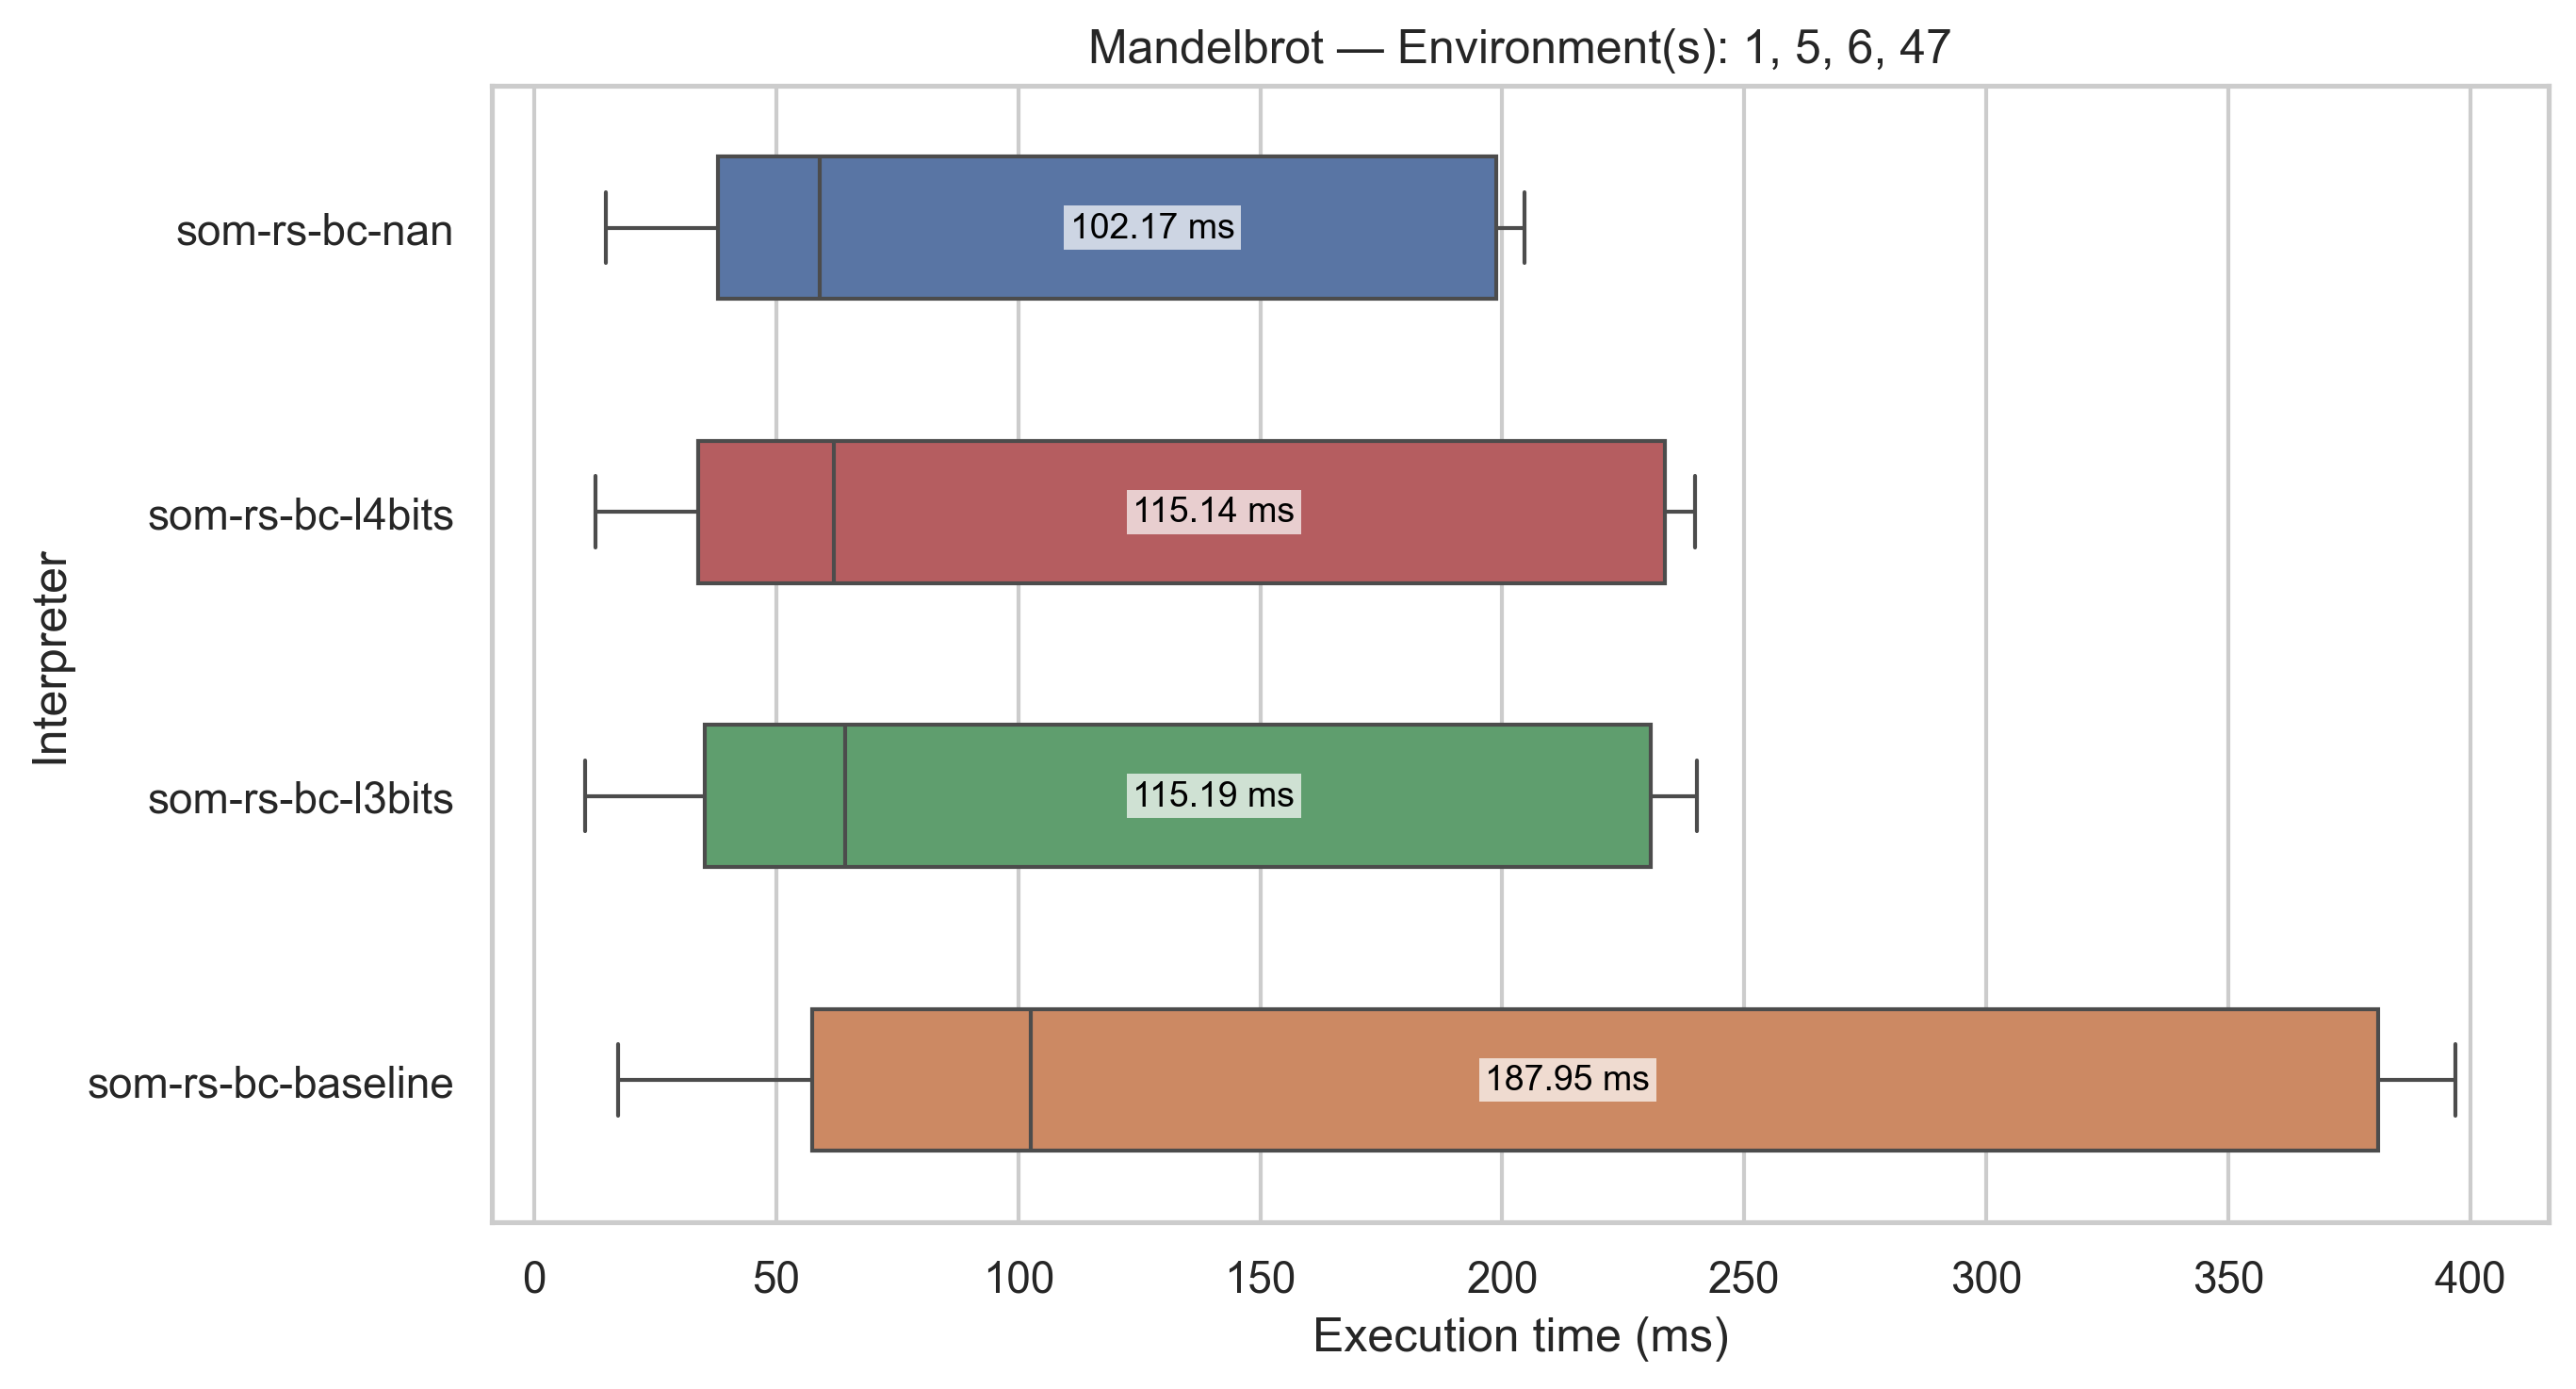 Mandelbrot — Environment(s): 1, 5, 6, 47
Interpreter
som-rs-bc-nan
102.17 ms
som-rs-bc-l4bits
115.14 ms
som-rs-bc-l3bits
115.19 ms
som-rs-bc-baseline
187.95 ms
0 50 100 150 200 250 300 350 400
Execution time (ms)